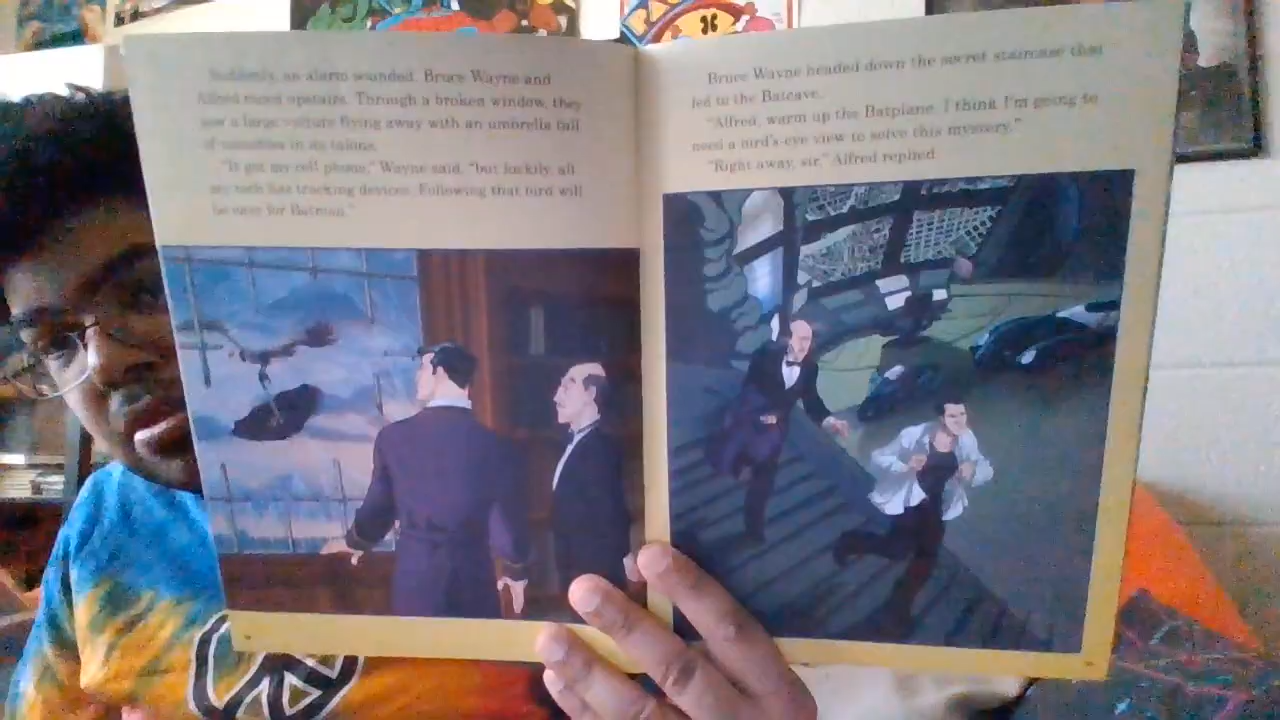 Suddenly, an alarm sounded. Bruce Wayne and
Alfred raced upstairs. Through a broken window, they
saw a large vulture flying away with an umbrella full
of valuables in its talons.
"It got my cell phone," Wayne said, "but luckily, all
my tech has tracking devices. Following that bird will
be easy for Batman."
Bruce Wayne headed down the secret staircase that
led to the Batcave.
"Alfred, warm up the Batplane. I think I'm going to
need a bird's-eye view to solve this mystery."
"Right away, sir," Alfred replied.